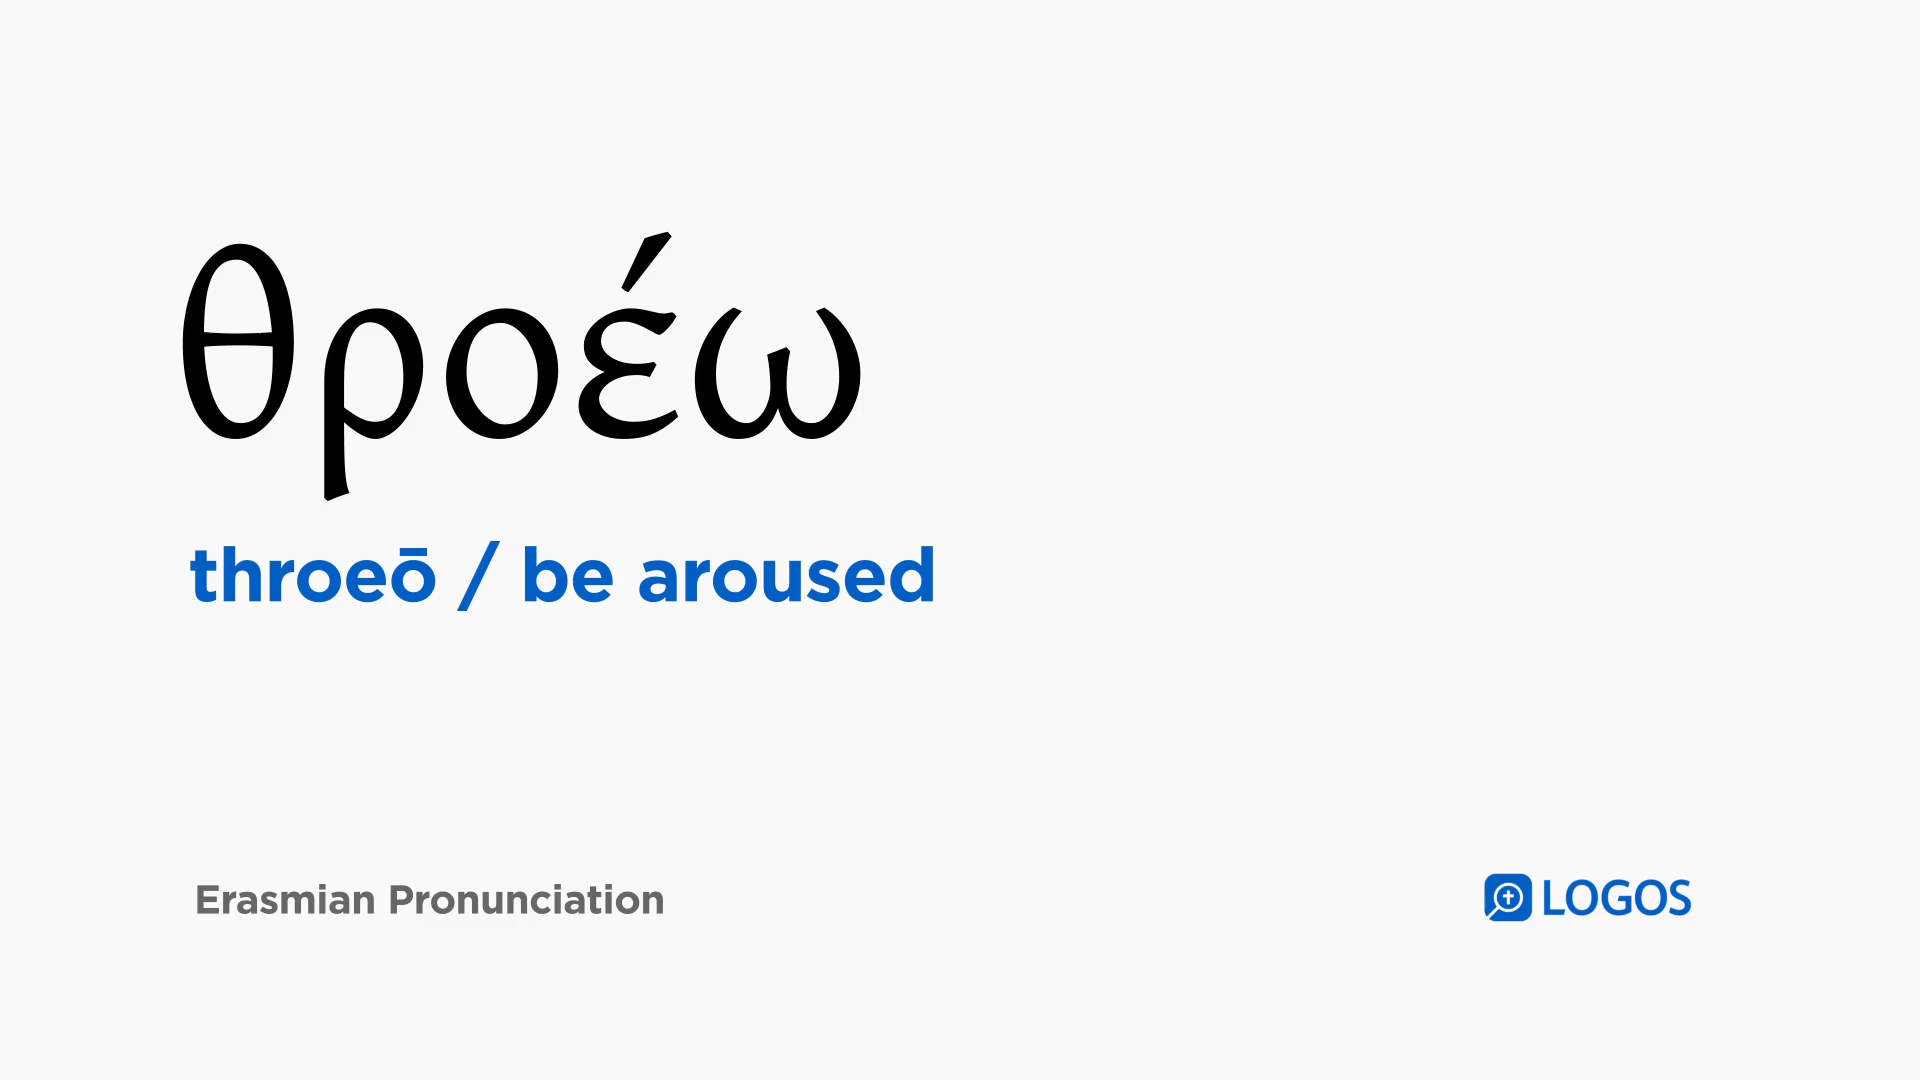 θροέω
throeō / be aroused
Erasmian Pronunciation
LOGOS